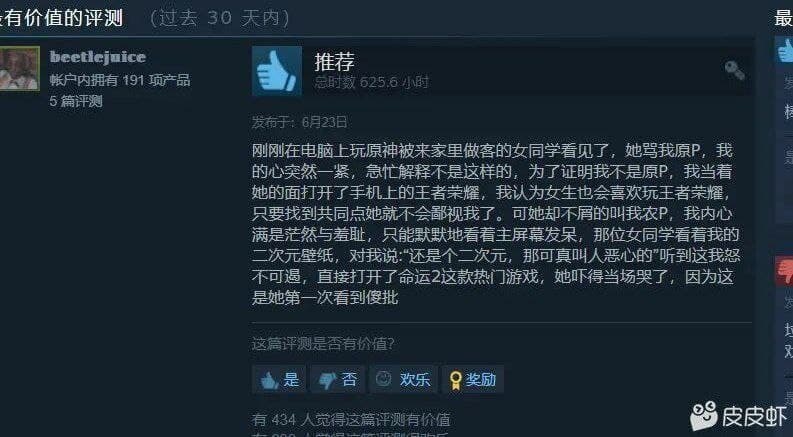 最有价值的评测 (过去 30 天内)
beetlejuice
帐户内拥有 191 项产品
5 篇评测
推荐
总时数 625.6 小时
发布于：6月23日
刚刚在电脑上玩原神被来家里做客的女同学看见了，她骂我原P，我
的心突然一紧，急忙解释不是这样的，为了证明我不是原P，我当着
她的面打开了手机上的王者荣耀，我认为女生也会喜欢玩王者荣耀，
只要找到共同点她就不会鄙视我了。可她却不屑的叫我农P，我内心
满是茫然与羞耻，只能默默地看着主屏幕发呆，那位女同学看着我的
二次元壁纸，对我说:“还是个二次元，那可真叫人恶心的”听到这我怒
不可遏，直接打开了命运2这款热门游戏，她吓得当场哭了，因为这
是她第一次看到傻批
这篇评测是否有价值？
是 否 欢乐 奖励
有 434 人觉得这篇评测有价值
最
皮皮虾